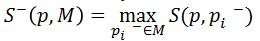 S⁻(p, M) = max S(p, pᵢ ⁻)
pᵢ ⁻∈M